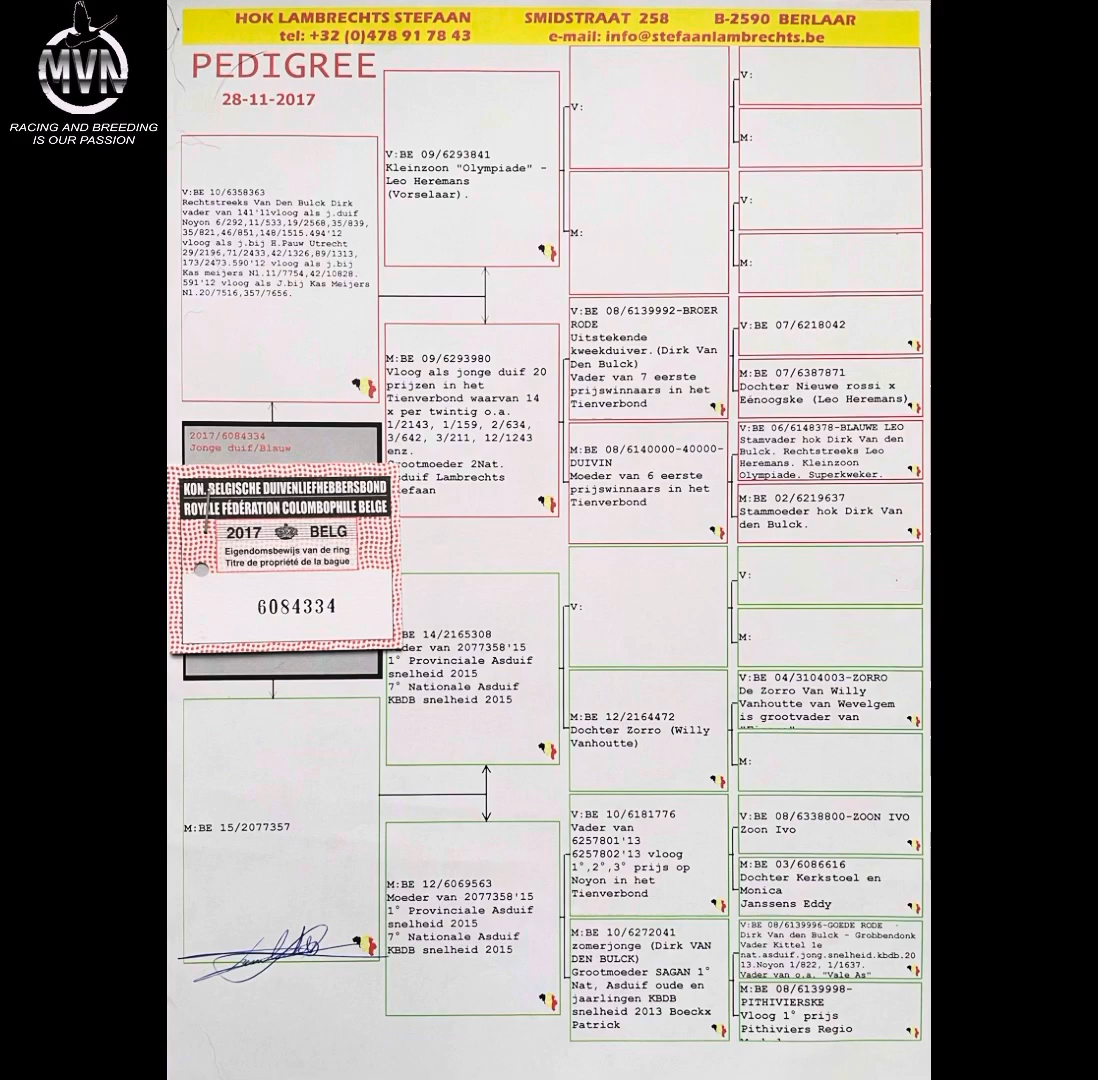 MVN
RACING AND BREEDING
IS OUR PASSION
HOK LAMBRECHTS STEFAAN SMIDSTRAAT 258 B-2590 BERLAAR
tel: +32 (0)478 91 78 43 e-mail: info@stefaanlambrechts.be
PEDIGREE
28-11-2017
V:BE 10/6358363
Rechtstreeks Van Den Bulck Dirk
vader van 141'11vloog als j.duif
Noyon 6/292,11/533,19/2568,35/839,
35/821,46/851,148/1515.494'12
vloog als j.bij H.Pauw Utrecht
29/2196,71/2433,42/1326,89/1313,
173/2473.590'12 vloog als j.bij
Kas meijers Nl.11/7754,42/10828.
591'12 vloog als J.bij Kas Meijers
Nl.20/7516,357/7656.
2017/6084334
Jonge duif/Blauw
KON. BELGISCHE DUIVENLIEFHEBBERSBOND
ROYALE FÉDÉRATION COLOMBOPHILE BELGE
2017 BELG
Eigendomsbewijs van de ring
Titre de propriété de la bague
6084334
M:BE 15/2077357
V:BE 09/6293841
Kleinzoon "Olympiade" -
Leo Heremans
(Vorselaar).
M:BE 09/6293980
Vloog als jonge duif 20
prijzen in het
Tienverbond waarvan 14
x per twintig o.a.
1/2143, 1/159, 2/634,
3/642, 3/211, 12/1243
enz.
Grootmoeder 2Nat.
duif Lambrechts
efaan
BE 14/2165308
der van 2077358'15
1° Provinciale Asduif
snelheid 2015
7° Nationale Asduif
KBDB snelheid 2015
M:BE 12/6069563
Moeder van 2077358'15
1° Provinciale Asduif
snelheid 2015
7° Nationale Asduif
KBDB snelheid 2015
V:
M:
V:BE 08/6139992-BROER
RODE
Uitstekende
kweekduiver.(Dirk Van
Den Bulck)
Vader van 7 eerste
prijswinnaars in het
Tienverbond
M:BE 08/6140000-40000-
DUIVIN
Moeder van 6 eerste
prijswinnaars in het
Tienverbond
V:
M:BE 12/2164472
Dochter Zorro (Willy
Vanhoutte)
V:BE 10/6181776
Vader van
6257801'13
6257802'13 vloog
1°,2°,3° prijs op
Noyon in het
Tienverbond
M:BE 10/6272041
zomerjonge (Dirk VAN
DEN BULCK)
Grootmoeder SAGAN 1°
Nat, Asduif oude en
jaarlingen KBDB
snelheid 2013 Boeckx
Patrick
V:
M:
V:
M:
V:BE 07/6218042
M:BE 07/6387871
Dochter Nieuwe rossi x
Eénoogske (Leo Heremans)
V:BE 06/6148378-BLAUWE LEO
Stamvader hok Dirk Van den
Bulck. Rechtstreeks Leo
Heremans. Kleinzoon
Olympiade. Superkweker.
M:BE 02/6219637
Stammoeder hok Dirk Van
den Bulck.
V:
M:
V:BE 04/3104003-ZORRO
De Zorro Van Willy
Vanhoutte van Wevelgem
is grootvader van
M:
V:BE 08/6338800-ZOON IVO
Zoon Ivo
M:BE 03/6086616
Dochter Kerkstoel en
Monica
Janssens Eddy
V:BE 08/6139996-GOEDE RODE
Dirk Van den Bulck - Grobbendonk
Vader Kittel 1e
nat.asduif.jong.snelheid.kbdb.20
13.Noyon 1/822, 1/1637.
Vader van o.a. "Vale As"
M:BE 08/6139998-
PITHIVIERSKE
Vloog 1° prijs
Pithiviers Regio